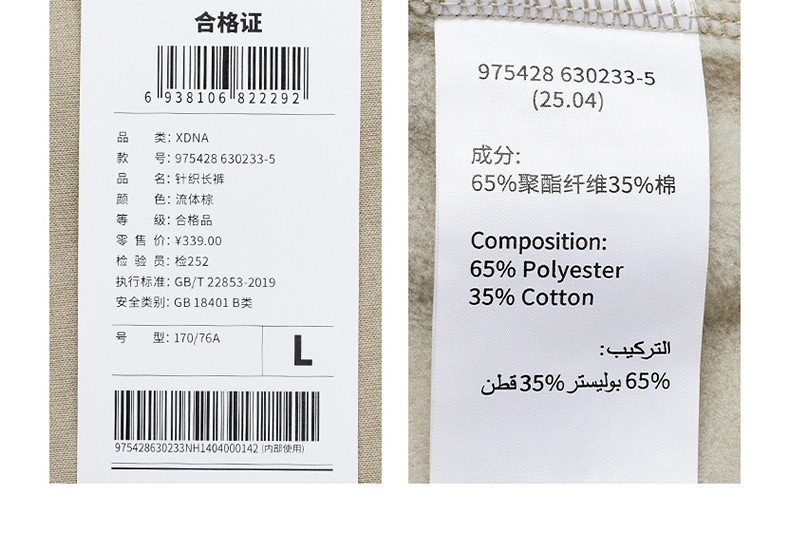 合格证
6 938106 822292
品 类: XDNA
款 号: 975428 630233-5
品 名: 针织长裤
颜 色: 流体棕
等 级: 合格品
零 售 价: ¥339.00
检 验 员: 检252
执行标准: GB/T 22853-2019
安全类别: GB 18401 B类
号 型: 170/76A
L
975428630233NH1404000142 (内部使用)
975428 630233-5
(25.04)
成分:
65%聚酯纤维35%棉
Composition:
65% Polyester
35% Cotton
التركيب:
65% بوليستر 35% قطن